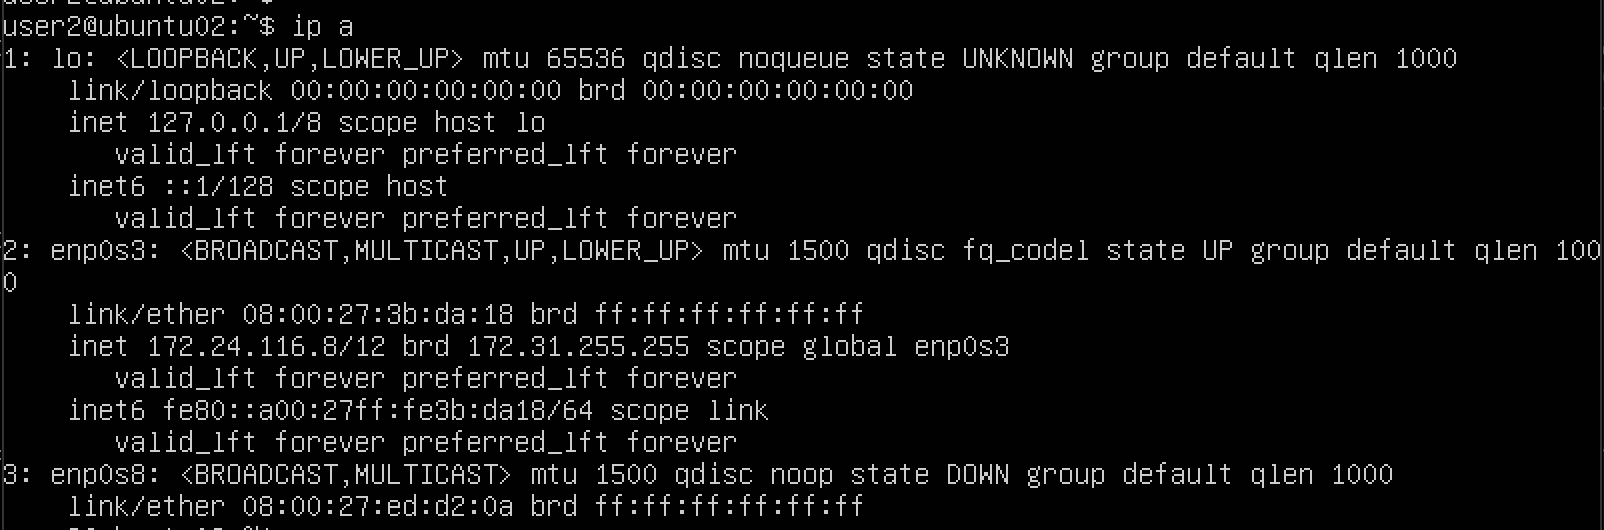 user2@ubuntu02:~$
user2@ubuntu02:~$ ip a
1: lo: <LOOPBACK,UP,LOWER_UP> mtu 65536 qdisc noqueue state UNKNOWN group default qlen 1000
    link/loopback 00:00:00:00:00:00 brd 00:00:00:00:00:00
    inet 127.0.0.1/8 scope host lo
       valid_lft forever preferred_lft forever
    inet6 ::1/128 scope host
       valid_lft forever preferred_lft forever
2: enp0s3: <BROADCAST,MULTICAST,UP,LOWER_UP> mtu 1500 qdisc fq_codel state UP group default qlen 100
0
    link/ether 08:00:27:3b:da:18 brd ff:ff:ff:ff:ff:ff
    inet 172.24.116.8/12 brd 172.31.255.255 scope global enp0s3
       valid_lft forever preferred_lft forever
    inet6 fe80::a00:27ff:fe3b:da18/64 scope link
       valid_lft forever preferred_lft forever
3: enp0s8: <BROADCAST,MULTICAST> mtu 1500 qdisc noop state DOWN group default qlen 1000
    link/ether 08:00:27:ed:d2:0a brd ff:ff:ff:ff:ff:ff